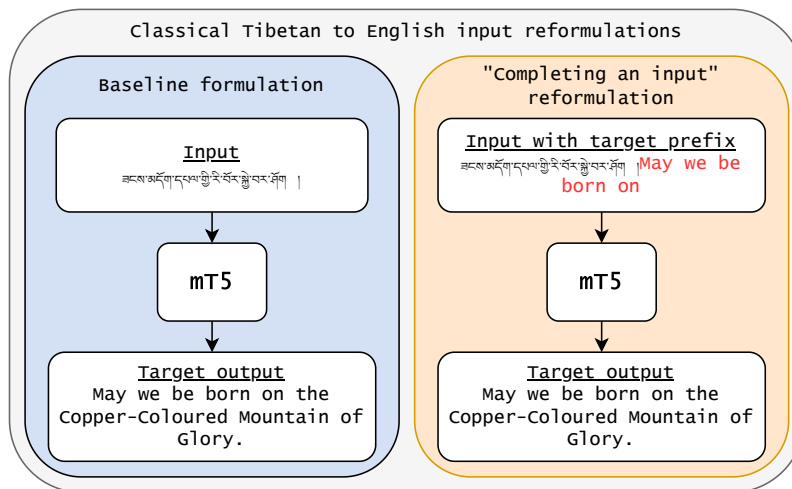 Classical Tibetan to English input reformulations
Baseline formulation
Input
ཟངས་མདོག་དཔལ་གྱི་རི་བོར་སྐྱེ་བར་ཤོག །
mT5
Target output
May we be born on the
Copper-Coloured Mountain of
Glory.
"Completing an input"
reformulation
Input with target prefix
ཟངས་མདོག་དཔལ་གྱི་རི་བོར་སྐྱེ་བར་ཤོག །May we be
born on
mT5
Target output
May we be born on the
Copper-Coloured Mountain of
Glory.